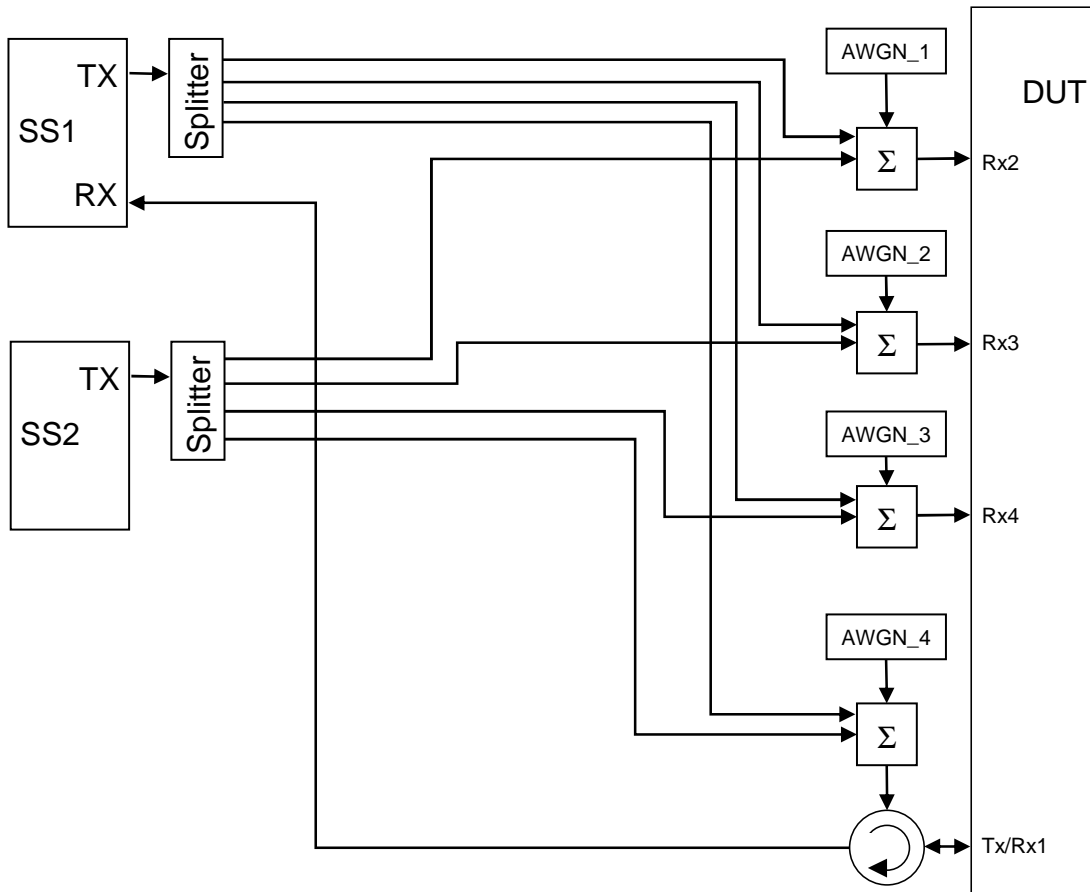 AWGN_1
DUT
TX
Splitter
SS1
Σ
Rx2
RX
AWGN_2
Σ
Rx3
TX
Splitter
SS2
AWGN_3
Σ
Rx4
AWGN_4
Σ
Tx/Rx1